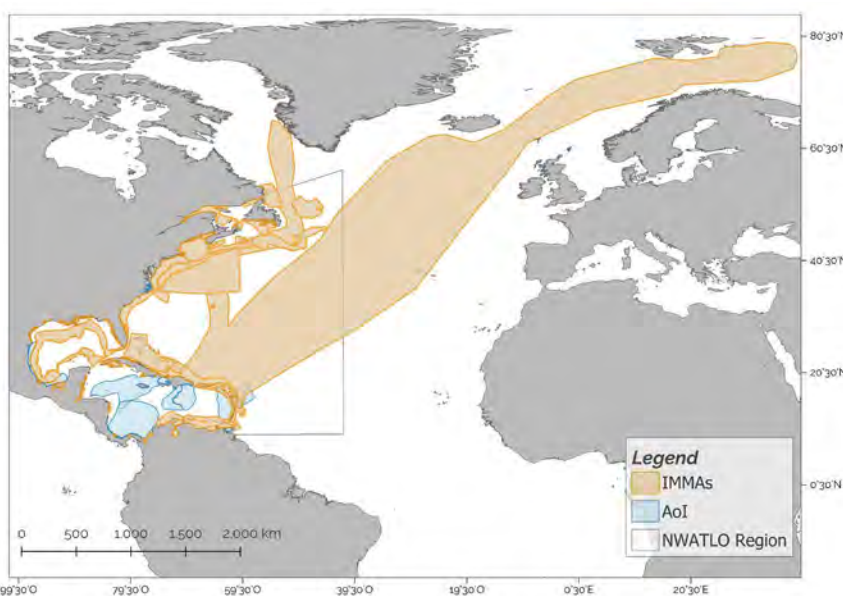 80°30'N
60°30'N
40°30'N
20°30'N
0°30'N
Legend
IMMAs
AoI
NWATLO Region
0 500 1.000 1.500 2.000 km
99°30'O 79°30'O 59°30'O 39°30'O 19°30'O 0°30'E 20°30'E